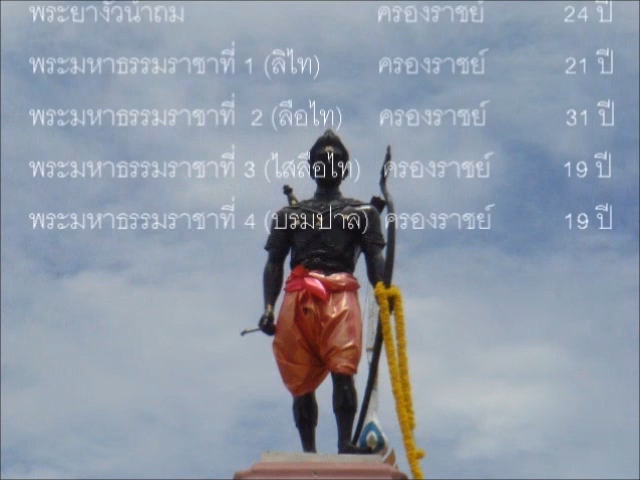 พระยางั่วนำถม ครองราชย์ 24 ปี
พระมหาธรรมราชาที่ 1 (ลิไท) ครองราชย์ 21 ปี
พระมหาธรรมราชาที่ 2 (ลือไท) ครองราชย์ 31 ปี
พระมหาธรรมราชาที่ 3 (ไสลือไท) ครองราชย์ 19 ปี
พระมหาธรรมราชาที่ 4 (บรมปาล) ครองราชย์ 19 ปี